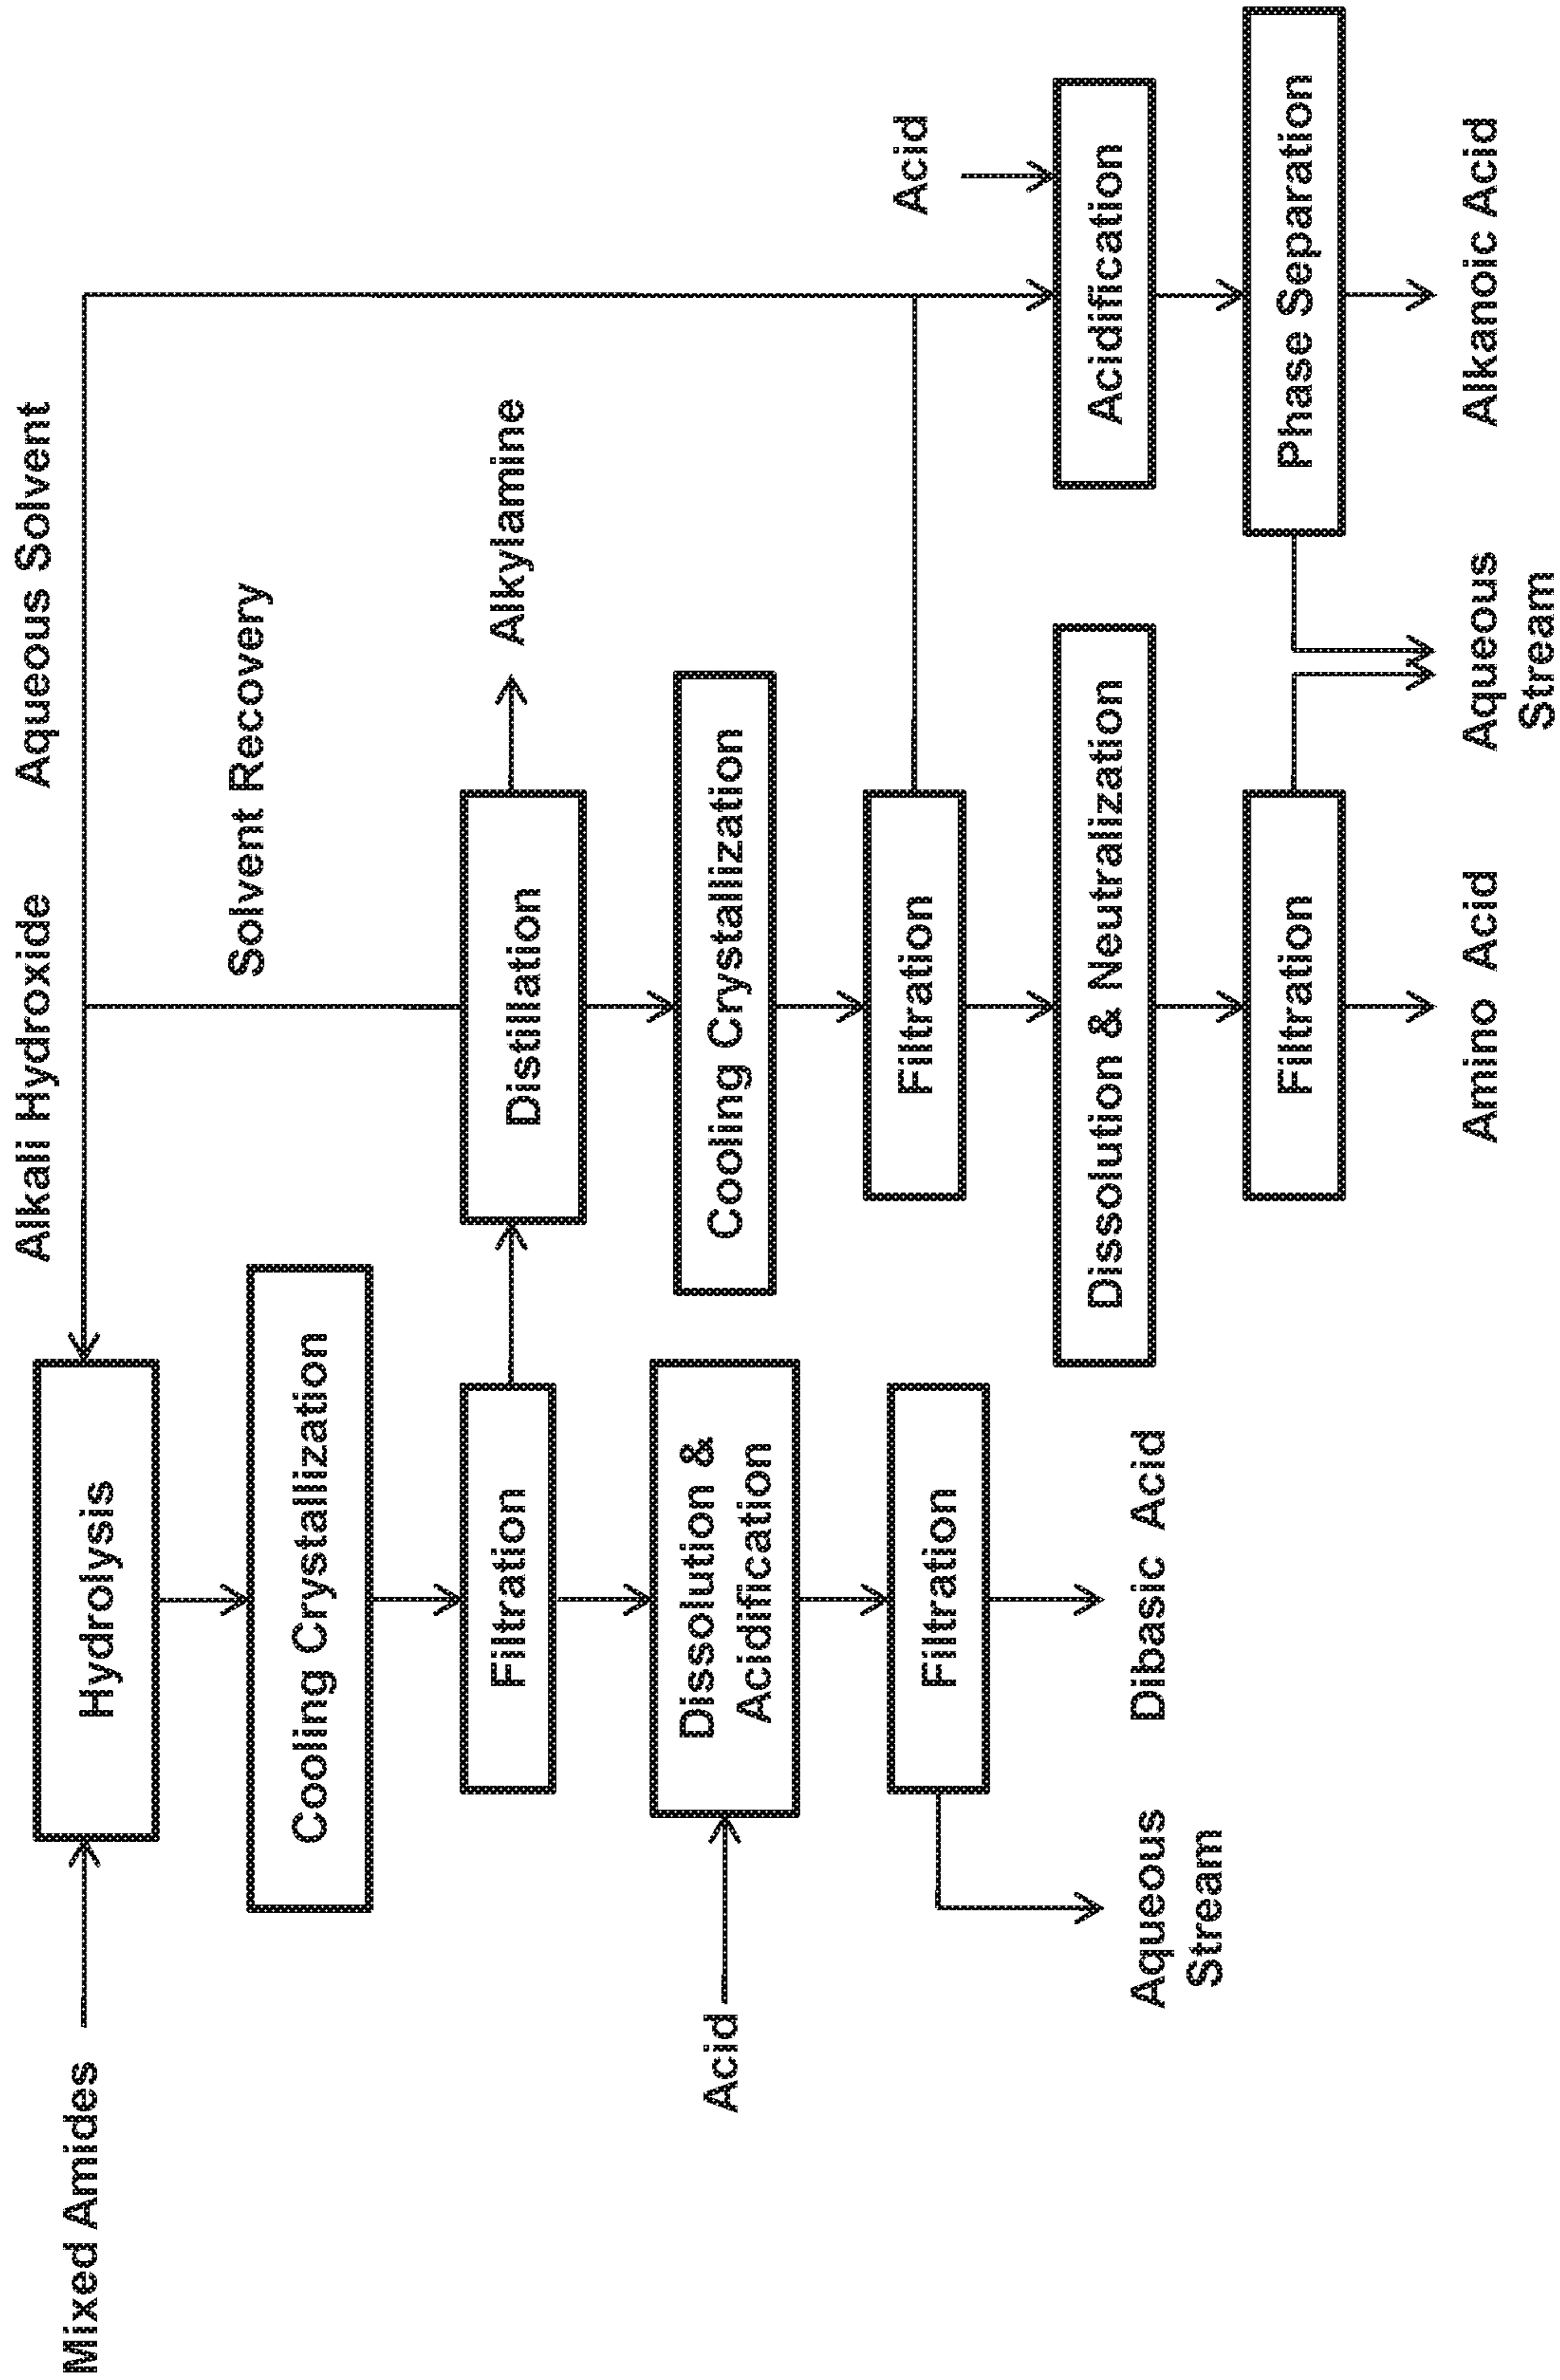 Alkali Hydroxide
Aqueous Solvent
Mixed Amides
Hydrolysis
Solvent Recovery
Cooling Crystallization
Filtration
Distillation
Alkylamine
Cooling Crystallization
Acid
Dissolution &
Acidification
Filtration
Acid
Filtration
Dissolution & Neutralization
Acidification
Aqueous
Stream
Dibasic Acid
Filtration
Phase Separation
Amino Acid
Aqueous
Stream
Alkanoic Acid